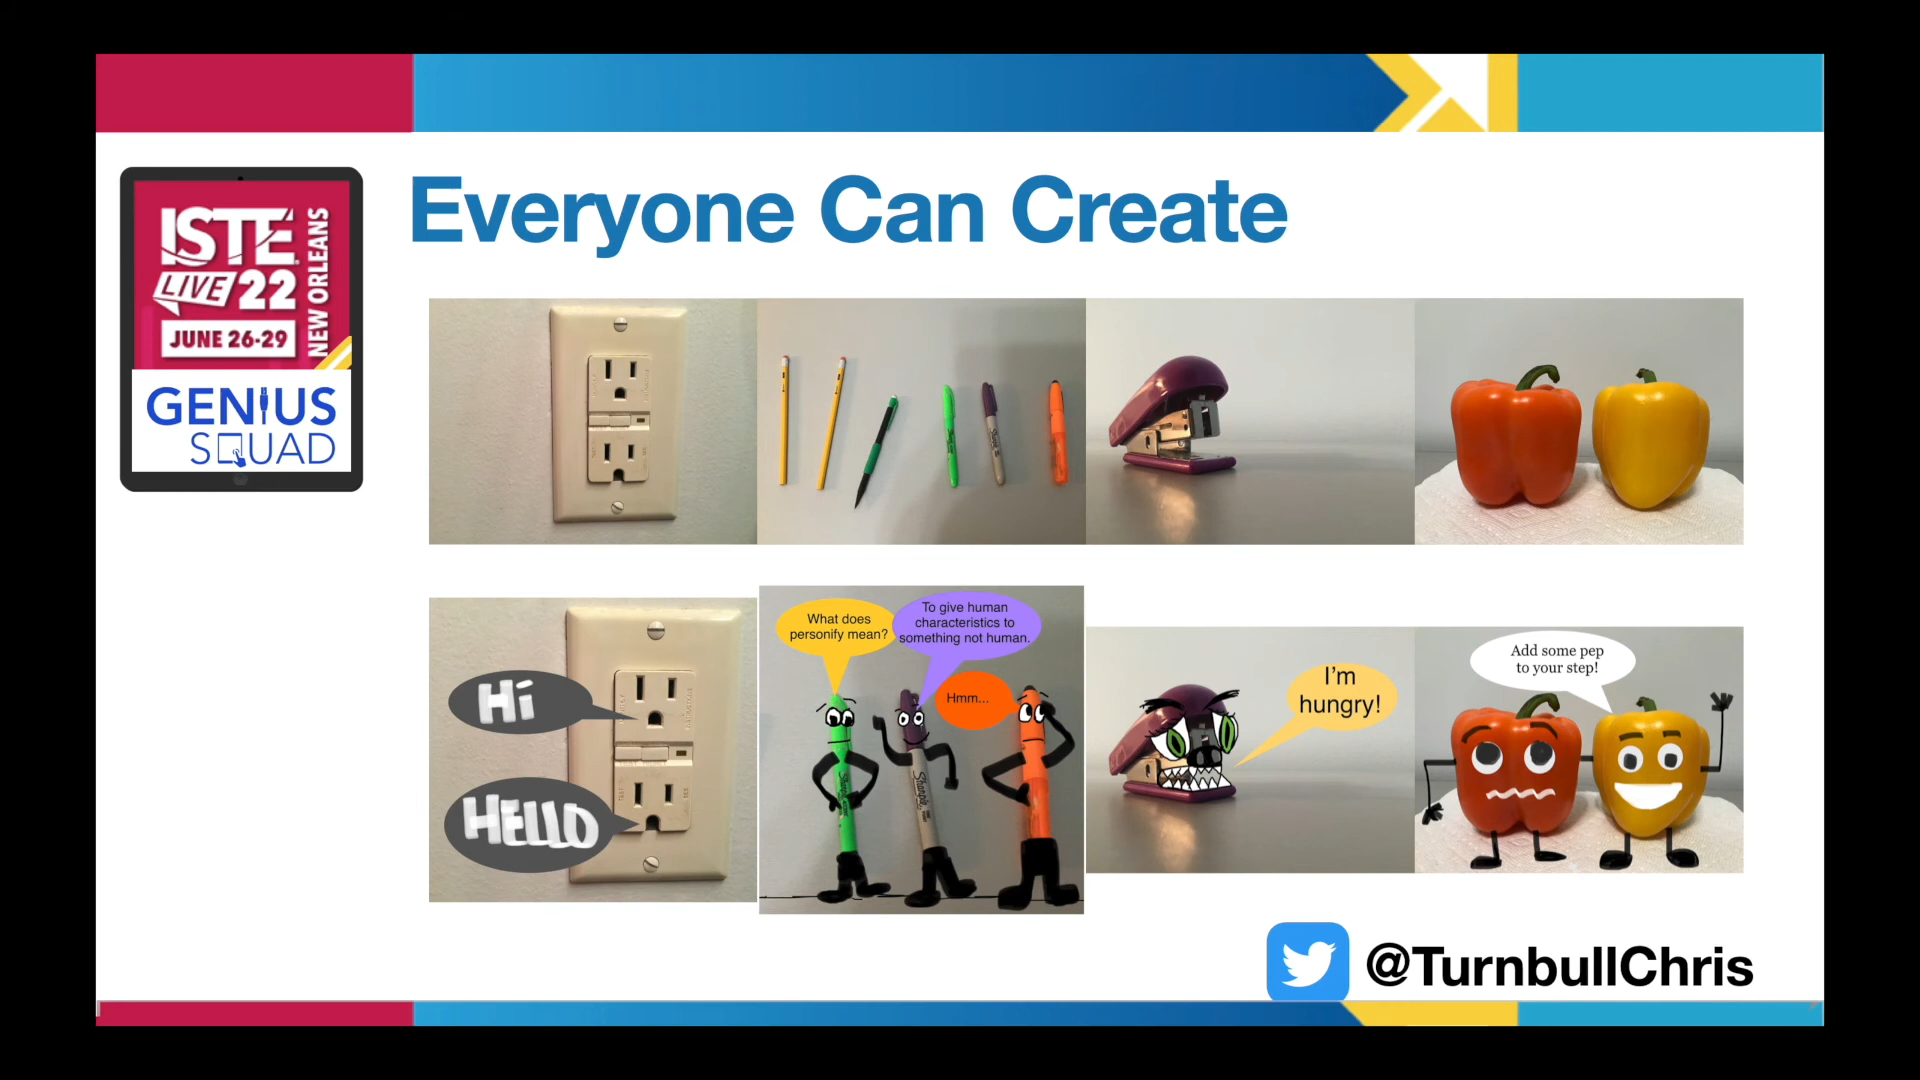 ISTE
LIVE 22
NEW ORLEANS
JUNE 26-29
GENIUS
SQUAD
Everyone Can Create
Hi
HELLO
What does
personify mean?
To give human
characteristics to
something not human.
Hmm...
Sharpie
I'm
hungry!
Add some pep
to your step!
@TurnbullChris